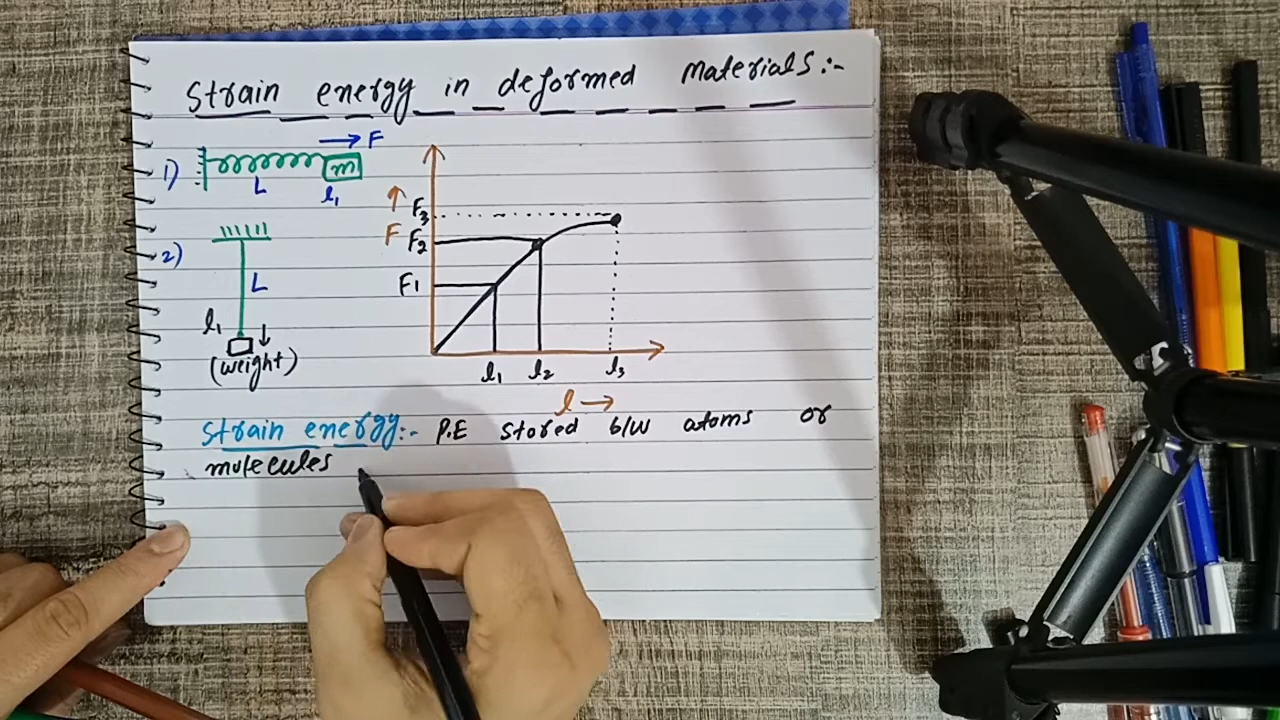 Strain energy in deformed materials:-
1)
F
m
L
l₁
2)
L
l₁
(weight)
F
F₃
F₂
F1
l₁ l₂ l₃
l
Strain energy:- P.E stored b/w atoms or
molecules